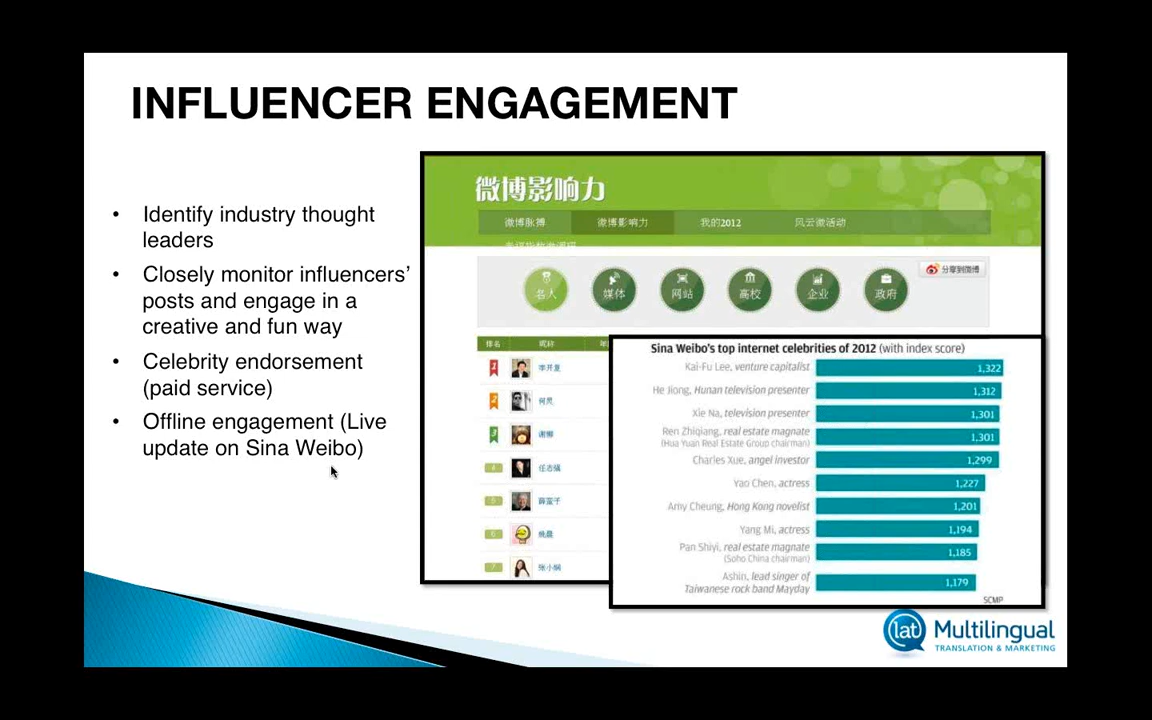 INFLUENCER ENGAGEMENT
• Identify industry thought
leaders
• Closely monitor influencers’
posts and engage in a
creative and fun way
• Celebrity endorsement
(paid service)
• Offline engagement (Live
update on Sina Weibo)
微博影响力
微博脉搏 微博影响力 我的2012 风云微活动
分享到微博
名人 媒体 网站 高校 企业 政府
排名 昵称
1 李开复
2 何炅
3 谢娜
4 任志强
5 薛蛮子
6 姚晨
7 张小娴
Sina Weibo's top internet celebrities of 2012 (with index score)
Kai-Fu Lee, venture capitalist 1,322
He Jiong, Hunan television presenter 1,312
Xie Na, television presenter 1,301
Ren Zhiqiang, real estate magnate
(Hua Yuan Real Estate Group chairman) 1,301
Charles Xue, angel investor 1,299
Yao Chen, actress 1,227
Amy Cheung, Hong Kong novelist 1,201
Yang Mi, actress 1,194
Pan Shiyi, real estate magnate
(Soho China chairman) 1,185
Ashin, lead singer of
Taiwanese rock band Mayday 1,179
SCMP
lat Multilingual
TRANSLATION & MARKETING